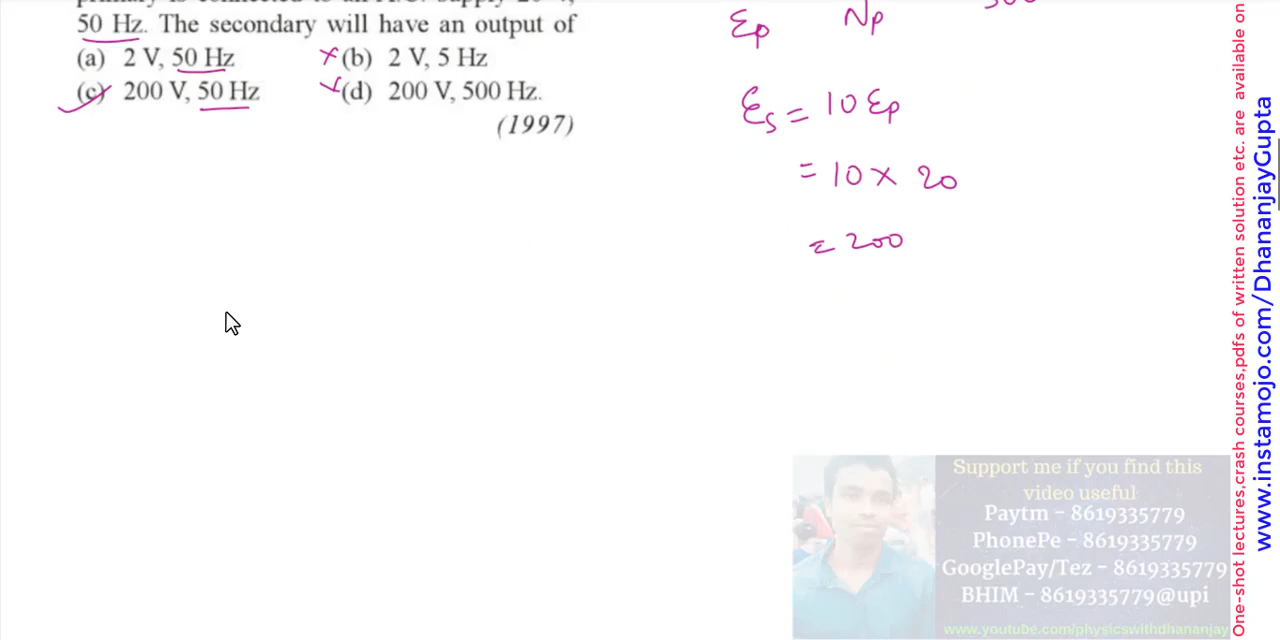 50 Hz. The secondary will have an output of
(a) 2 V, 50 Hz (b) 2 V, 5 Hz
(c) 200 V, 50 Hz (d) 200 V, 500 Hz.
(1997)
Ep Np
Es = 10 Ep
= 10 × 20
= 200
Support me if you find this
video useful
Paytm - 8619335779
PhonePe - 8619335779
GooglePay/Tez - 8619335779
BHIM - 8619335779@upi
www.youtube.com/physicswithdhananjay
One-shot lectures,crash courses,pdfs of written solution etc. are available on
www.instamojo.com/DhananjayGupta